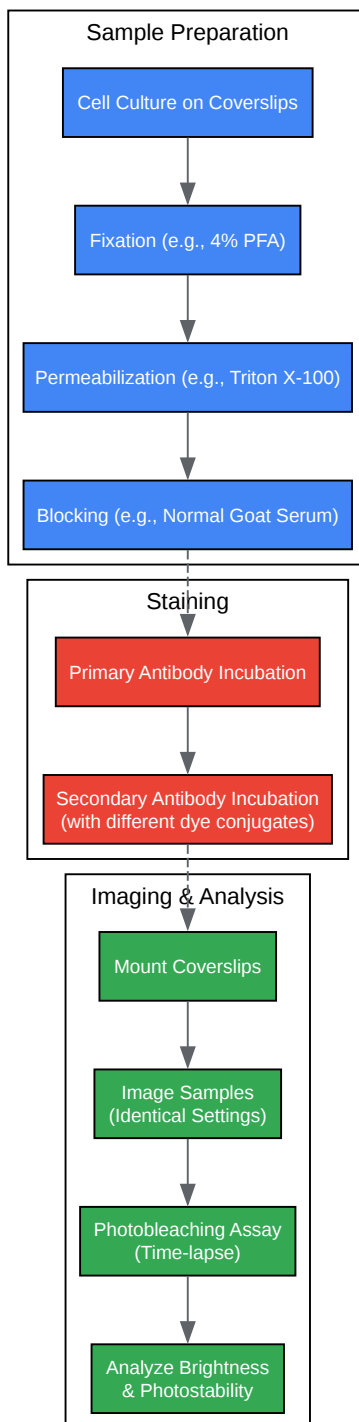 Sample Preparation
Cell Culture on Coverslips
Fixation (e.g., 4% PFA)
Permeabilization (e.g., Triton X-100)
Blocking (e.g., Normal Goat Serum)
Staining
Primary Antibody Incubation
Secondary Antibody Incubation
(with different dye conjugates)
Imaging & Analysis
Mount Coverslips
Image Samples
(Identical Settings)
Photobleaching Assay
(Time-lapse)
Analyze Brightness
& Photostability